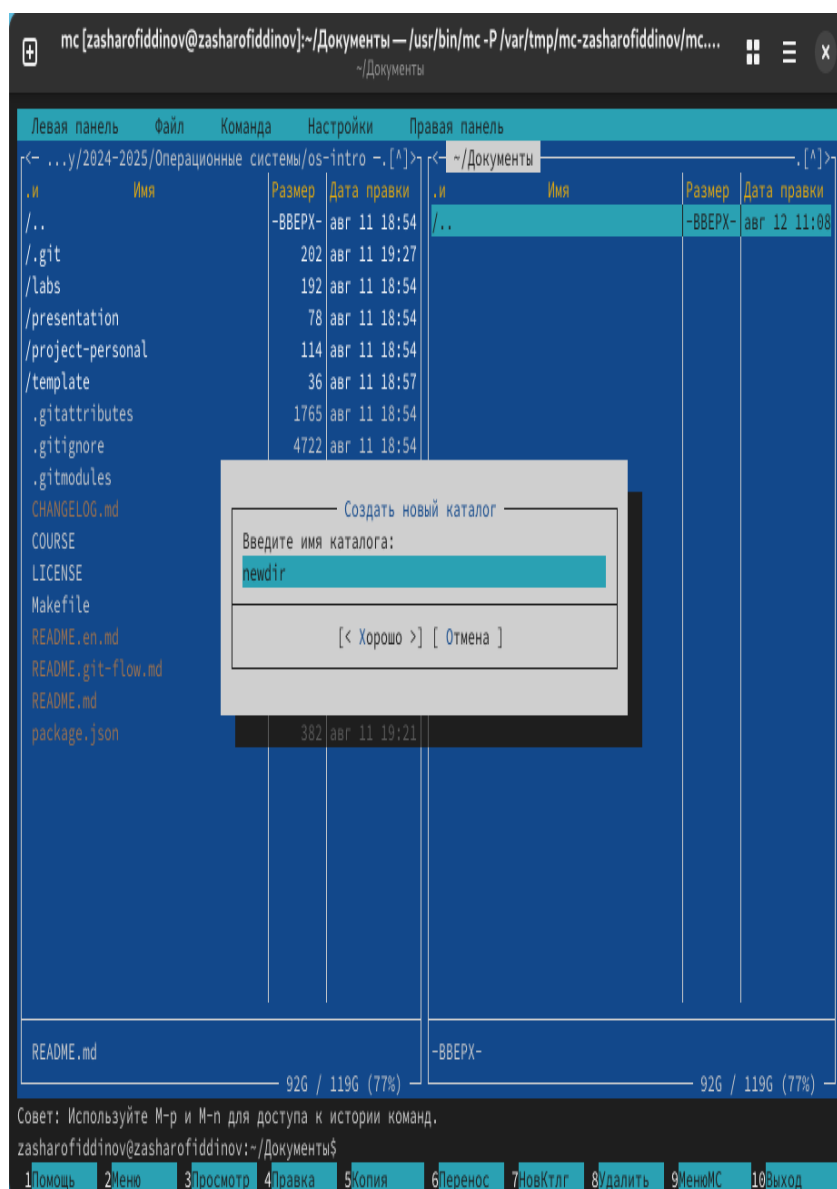 mc [zasharofiddinov@zasharofiddinov]:~/Документы — /usr/bin/mc -P /var/tmp/mc-zasharofiddinov/mc....
~/Документы
Левая панель Файл Команда Настройки Правая панель
<- ...y/2024-2025/Операционные системы/os-intro -.[^]> <- ~/Документы .[^]>
.и Имя Размер Дата правки .и Имя Размер Дата правки
/.. -ВВЕРХ- авг 11 18:54 /.. -ВВЕРХ- авг 12 11:08
/.git 202 авг 11 19:27
/labs 192 авг 11 18:54
/presentation 78 авг 11 18:54
/project-personal 114 авг 11 18:54
/template 36 авг 11 18:57
.gitattributes 1765 авг 11 18:54
.gitignore 4722 авг 11 18:54
.gitmodules
CHANGELOG.md
COURSE
LICENSE
Makefile
README.en.md
README.git-flow.md
README.md
package.json 382 авг 11 19:21
Создать новый каталог
Введите имя каталога:
newdir
[< Хорошо >] [ Отмена ]
README.md -ВВЕРХ-
92G / 119G (77%) 92G / 119G (77%)
Совет: Используйте M-p и M-n для доступа к истории команд.
zasharofiddinov@zasharofiddinov:~/Документы$
1Помощь 2Меню 3Просмотр 4Правка 5Копия 6Перенос 7НовКтлг 8Удалить 9МенюMC 10Выход